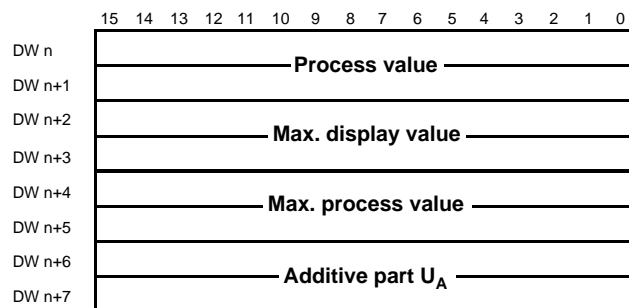 15 14 13 12 11 10 9 8 7 6 5 4 3 2 1 0
DW n
Process value
DW n+1
DW n+2
Max. display value
DW n+3
DW n+4
Max. process value
DW n+5
DW n+6
Additive part U_A
DW n+7